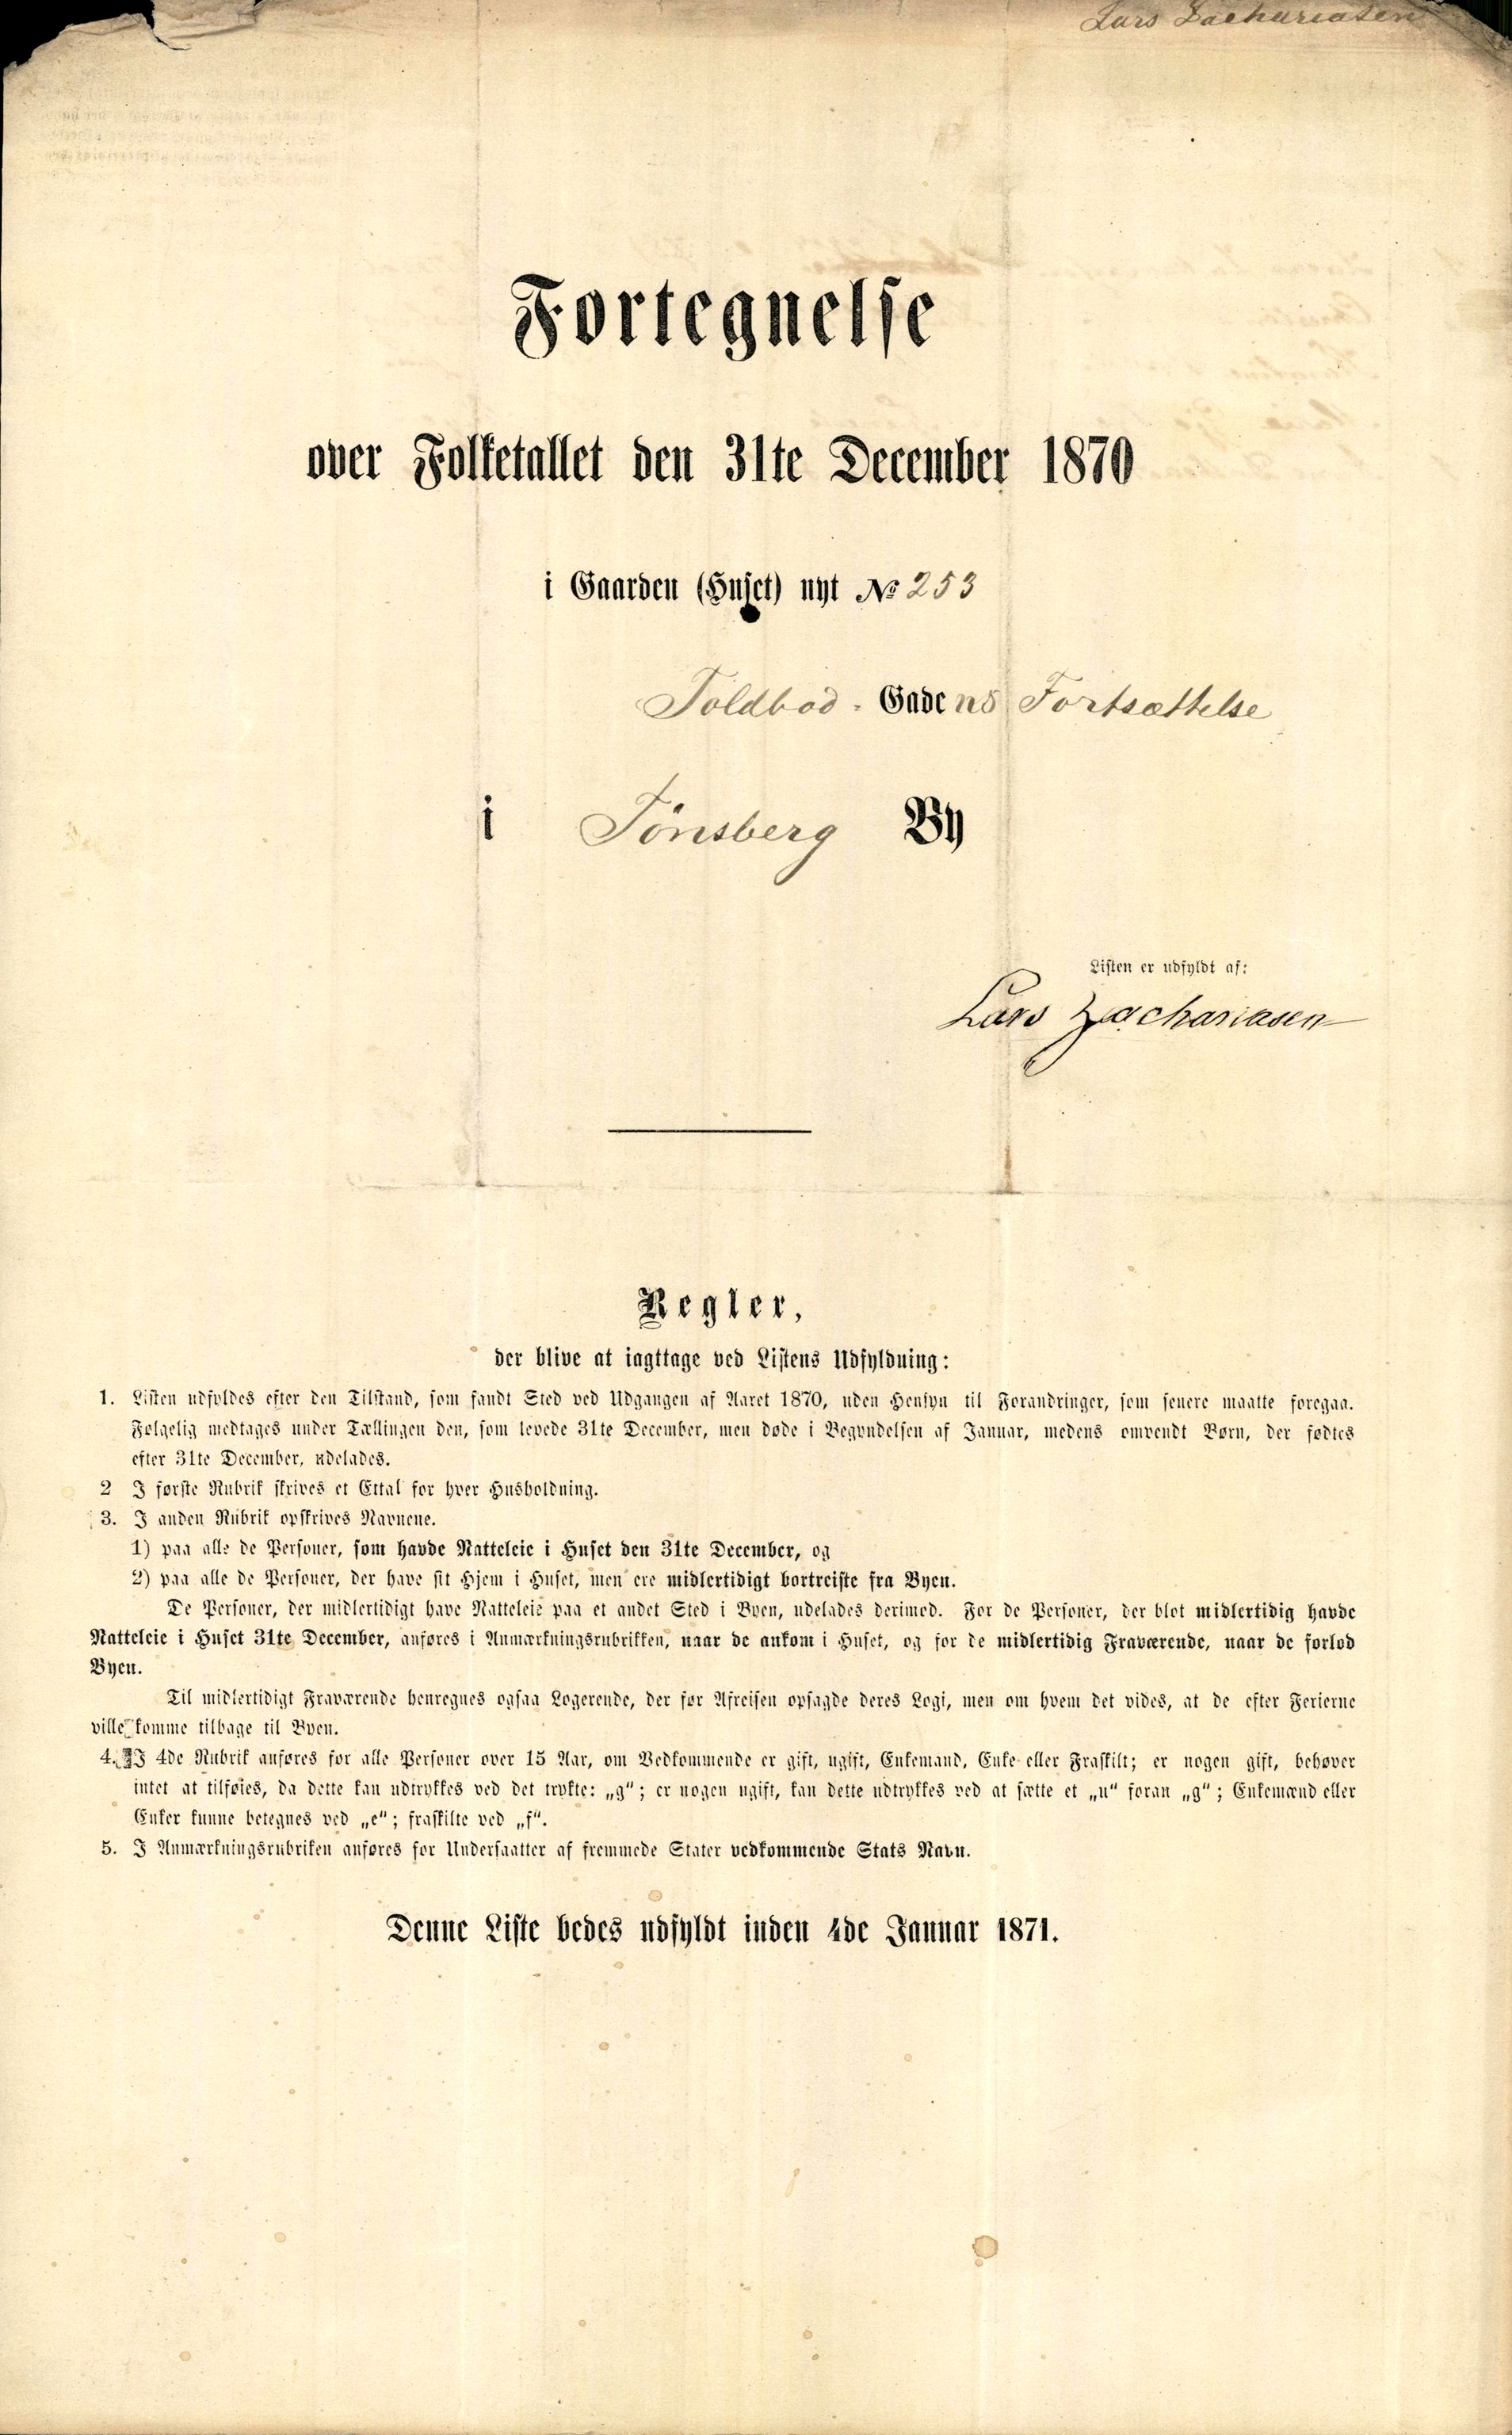 Lars Zachariasen
Fortegnelse
over Folketallet den 31te December 1870
i Gaarden (Huset) nyt № 253
Toldbod-Gadens Fortsættelse
i Tönsberg By
Listen er udfyldt af:
Lars Zachariasen
Regler,
der blive at iagttage ved Listens Udfyldning:
1. Listen udfyldes efter den Tilstand, som fandt Sted ved Udgangen af Aaret 1870, uden Hensyn til Forandringer, som senere maatte foregaa.
Følgelig medtages under Tællingen den, som levede 31te December, men døde i Begyndelsen af Januar, medens omvendt Børn, der fødtes
efter 31te December, udelades.
2 I første Rubrik skrives et Ettal for hver Husholdning.
3. I anden Rubrik opskrives Navnene.
1) paa alle de Personer, som havde Natteleie i Huset den 31te December, og
2) paa alle de Personer, der have sit Hjem i Huset, men ere midlertidigt bortreiste fra Byen.
De Personer, der midlertidigt have Natteleie paa et andet Sted i Byen, udelades derimod. For de Personer, der blot midlertidig havde
Natteleie i Huset 31te December, anføres i Anmærkningsrubrikken, naar de ankom i Huset, og for de midlertidig Fraværende, naar de forlod
Byen.
Til midlertidigt Fraværende henregnes ogsaa Logerende, der før Afreisen opsagde deres Logi, men om hvem det vides, at de efter Ferierne
ville komme tilbage til Byen.
4. I 4de Rubrik anføres for alle Personer over 15 Aar, om Vedkommende er gift, ugift, Enkemand, Enke eller Fraskilt; er nogen gift, behøver
intet at tilføies, da dette kan udtrykkes ved det trykte: „g“; er nogen ugift, kan dette udtrykkes ved at sætte et „u“ foran „g“; Enkemænd eller
Enker kunne betegnes ved „e“; fraskilte ved „f“.
5. I Anmærkningsrubriken anføres for Undersaatter af fremmede Stater vedkommende Stats Navn.
Denne Liste bedes udfyldt inden 4de Januar 1871.